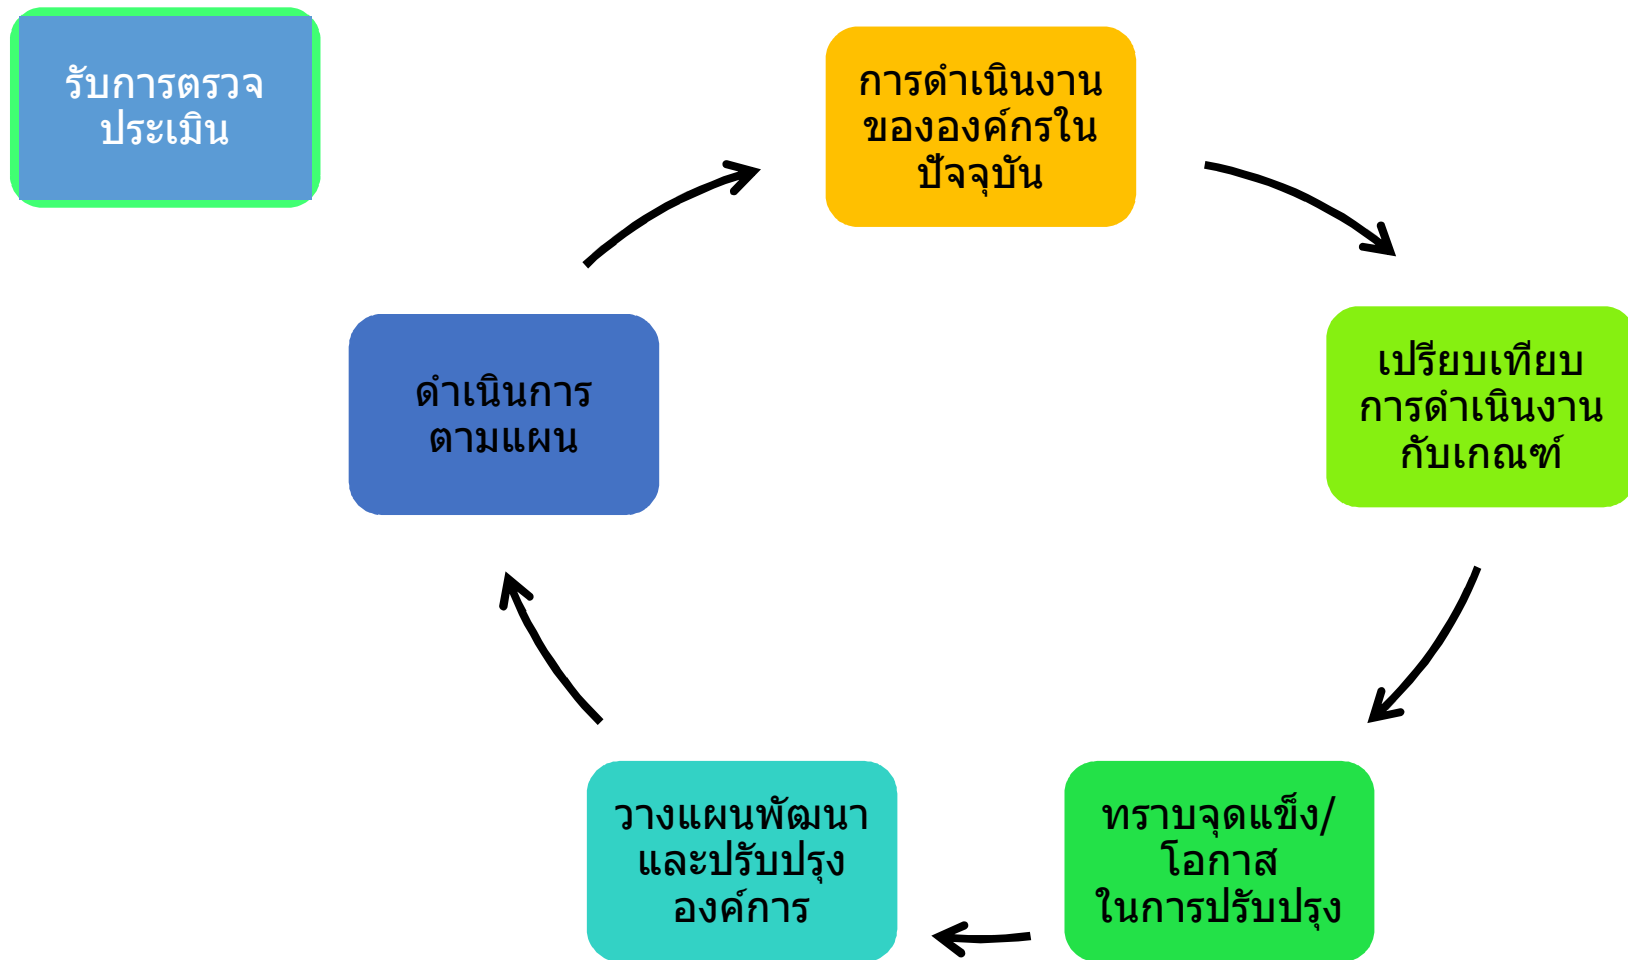 รับการตรวจ
ประเมิน
การดำเนินงาน
ขององค์กรใน
ปัจจุบัน
เปรียบเทียบ
การดำเนินงาน
กับเกณฑ์
ทราบจุดแข็ง/
โอกาส
ในการปรับปรุง
วางแผนพัฒนา
และปรับปรุง
องค์การ
ดำเนินการ
ตามแผน